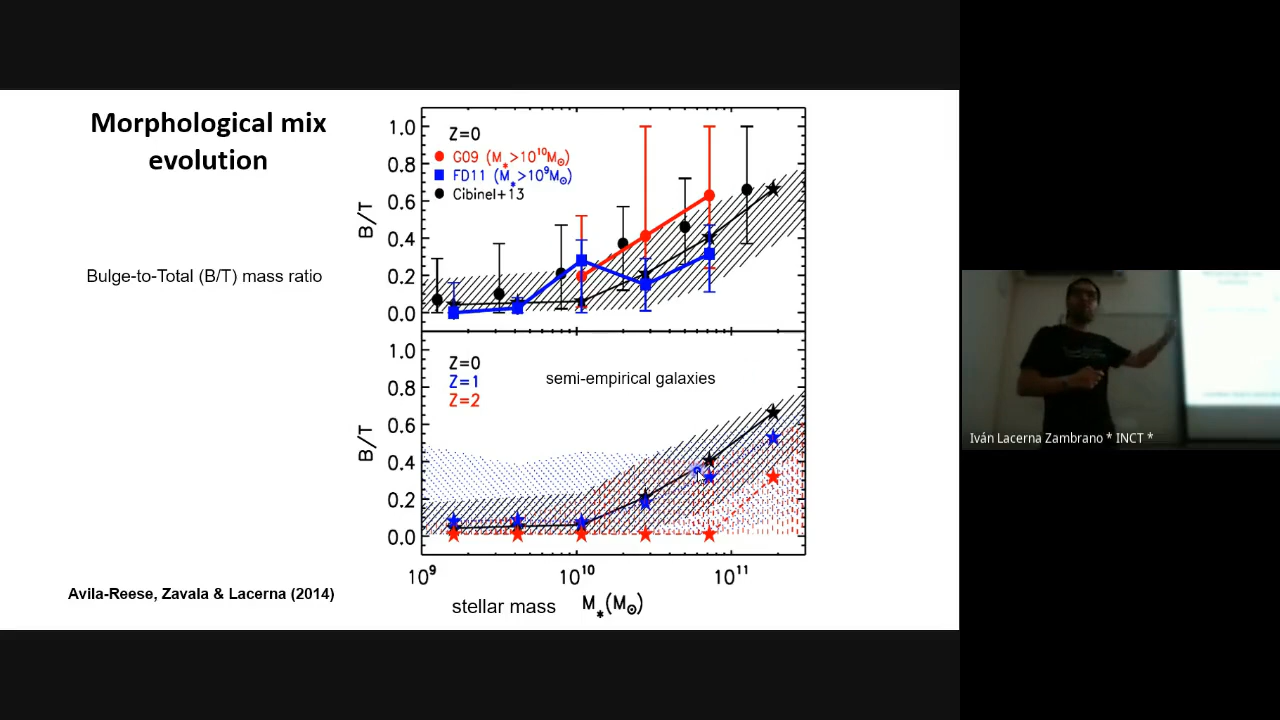 Morphological mix
evolution
Bulge-to-Total (B/T) mass ratio
Avila-Reese, Zavala & Lacerna (2014)
B/T
1.0
0.8
0.6
0.4
0.2
0.0
Z=0
G09 (M*>10¹⁰M⊙)
FD11 (M*>10⁹M⊙)
Cibinel+13
B/T
1.0
0.8
0.6
0.4
0.2
0.0
Z=0
Z=1
Z=2
semi-empirical galaxies
10⁹ 10¹⁰ 10¹¹
stellar mass M*(M⊙)
Iván Lacerna Zambrano * INCT *